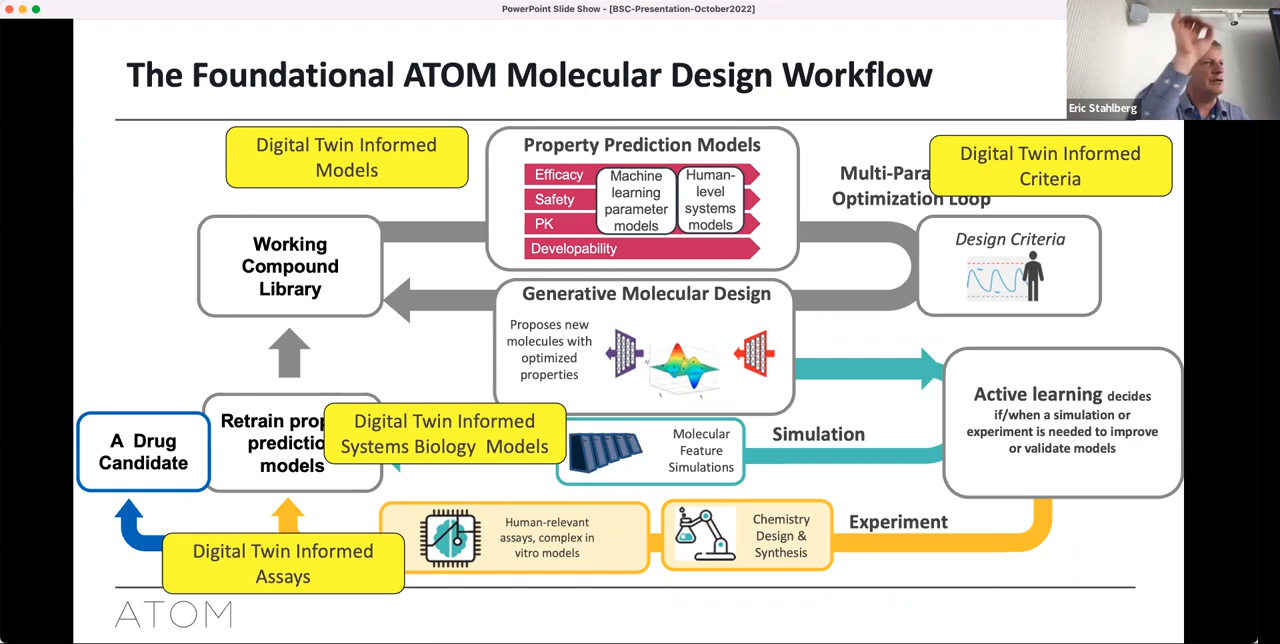 PowerPoint Slide Show - [BSC-Presentation-October2022]
The Foundational ATOM Molecular Design Workflow
Eric Stahlberg
Digital Twin Informed
Models
Property Prediction Models
Efficacy
Safety
PK
Developability
Machine
learning
parameter
models
Human-
level
systems
models
Multi-Para
Optimization Loop
Digital Twin Informed
Criteria
Working
Compound
Library
Design Criteria
Generative Molecular Design
Proposes new
molecules with
optimized
properties
Active learning decides
if/when a simulation or
experiment is needed to improve
or validate models
A Drug
Candidate
Retrain prop
predictio
models
Digital Twin Informed
Systems Biology Models
Molecular
Feature
Simulations
Simulation
Human-relevant
assays, complex in
vitro models
Chemistry
Design &
Synthesis
Experiment
Digital Twin Informed
Assays
ATOM